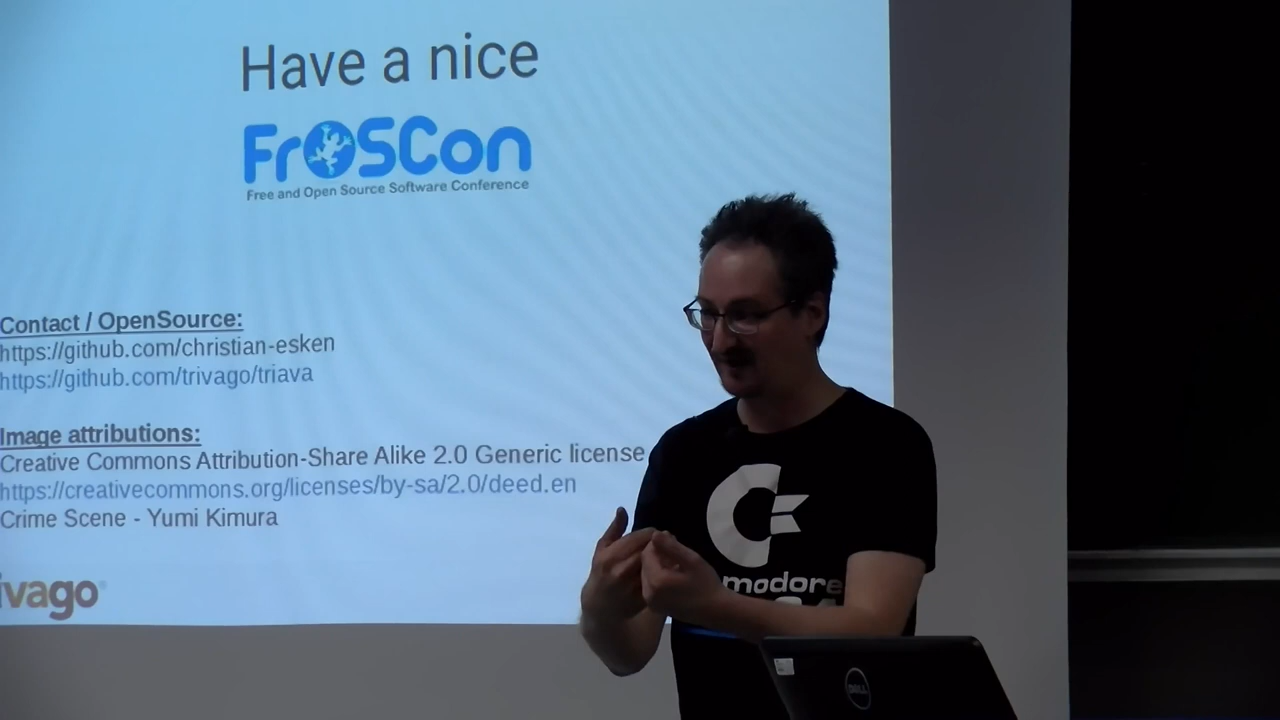 Have a nice
FrOSCon
Free and Open Source Software Conference
Contact / OpenSource:
https://github.com/christian-esken
https://github.com/trivago/triava
Image attributions:
Creative Commons Attribution-Share Alike 2.0 Generic license
https://creativecommons.org/licenses/by-sa/2.0/deed.en
Crime Scene - Yumi Kimura
ivago
modore
DELL